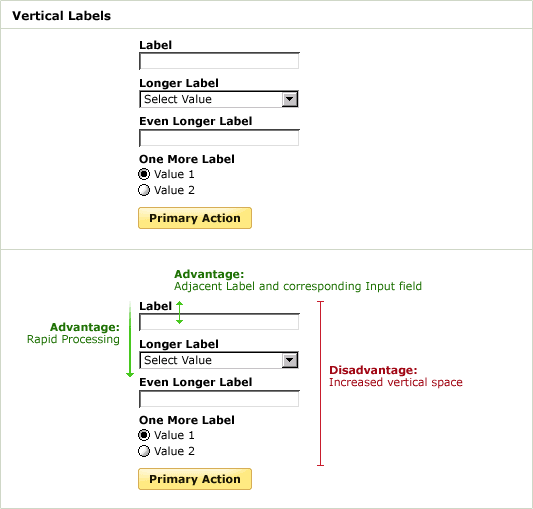 Vertical Labels
Label
Longer Label
Select Value
Even Longer Label
One More Label
Value 1
Value 2
Primary Action
Advantage:
Adjacent Label and corresponding Input field
Label
Advantage:
Rapid Processing
Longer Label
Select Value
Disadvantage:
Increased vertical space
Even Longer Label
One More Label
Value 1
Value 2
Primary Action